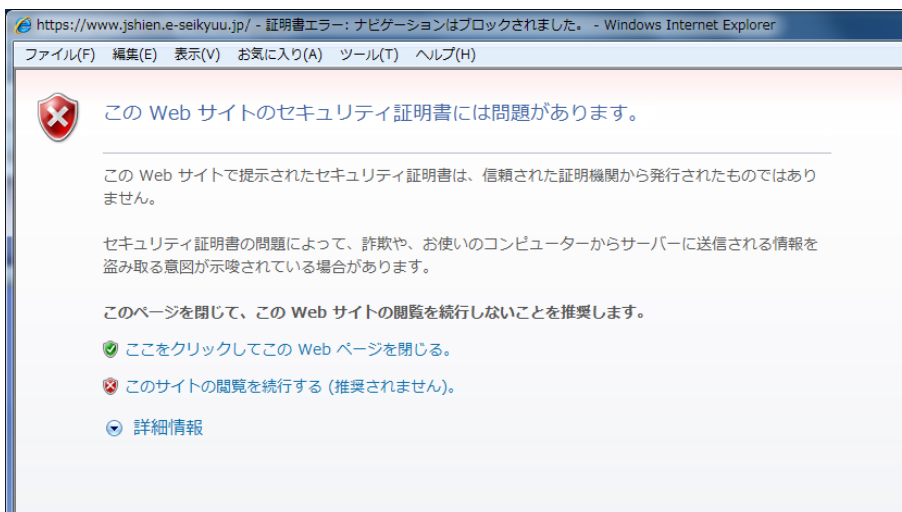 https://www.jshien.e-seikyuu.jp/ - 証明書エラー: ナビゲーションはブロックされました。 - Windows Internet Explorer
ファイル(F) 編集(E) 表示(V) お気に入り(A) ツール(T) ヘルプ(H)
この Web サイトのセキュリティ証明書には問題があります。
この Web サイトで提示されたセキュリティ証明書は、信頼された証明機関から発行されたものではあり
ません。
セキュリティ証明書の問題によって、詐欺や、お使いのコンピューターからサーバーに送信される情報を
盗み取る意図が示唆されている場合があります。
このページを閉じて、この Web サイトの閲覧を続行しないことを推奨します。
ここをクリックしてこの Web ページを閉じる。
このサイトの閲覧を続行する (推奨されません)。
詳細情報